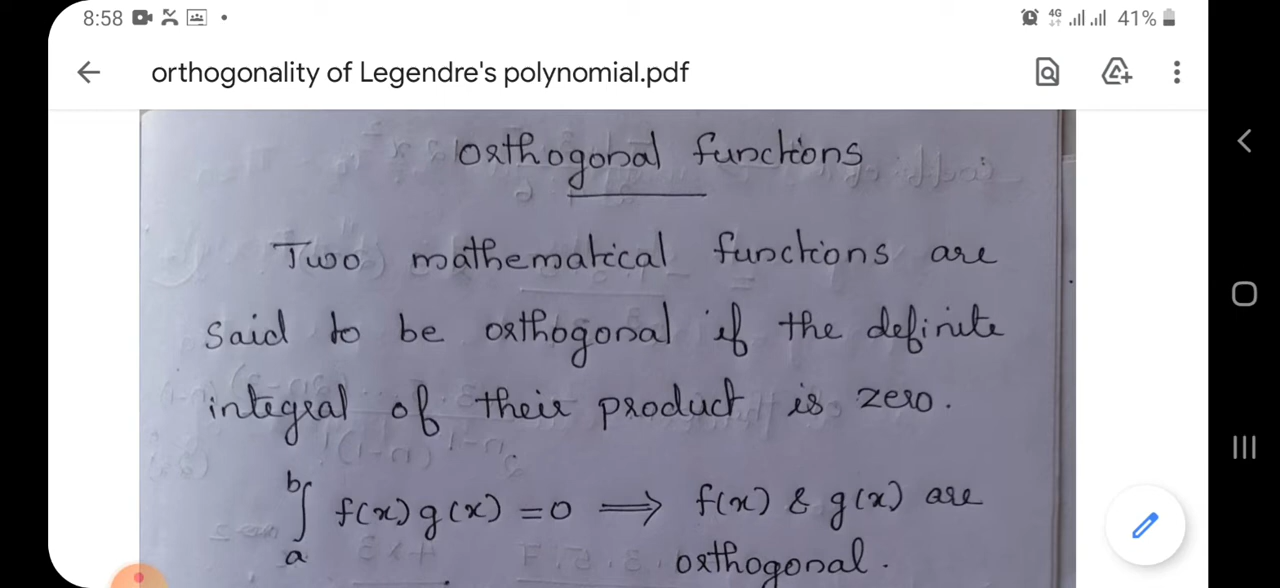 8:58
4G
41%
orthogonality of Legendre's polynomial.pdf
orthogonal functions
Two mathematical functions are
said to be orthogonal if the definite
integral of their product is zero.
b∫a f(x) g(x) = 0 ⟹ f(x) & g(x) are
orthogonal.